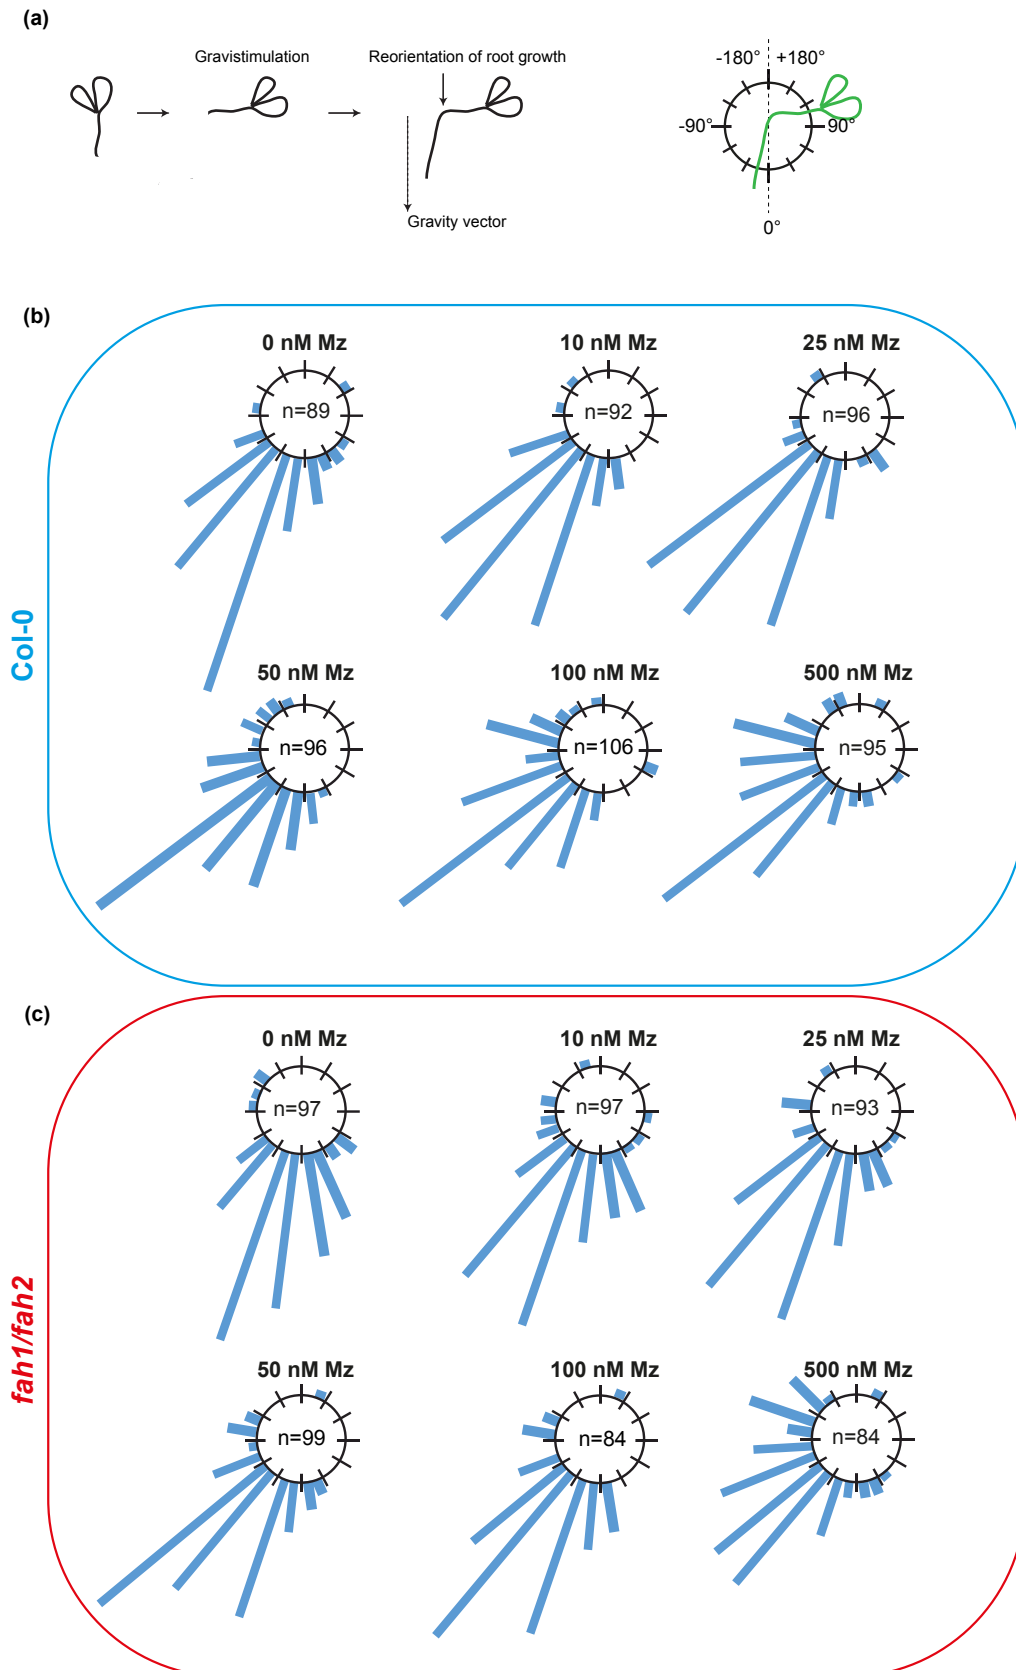 (a)
Gravistimulation
Reorientation of root growth
Gravity vector
-180° +180°
-90° 90°
0°
(b)
Col-0
0 nM Mz
n=89
10 nM Mz
n=92
25 nM Mz
n=96
50 nM Mz
n=96
100 nM Mz
n=106
500 nM Mz
n=95
(c)
fah1/fah2
0 nM Mz
n=97
10 nM Mz
n=97
25 nM Mz
n=93
50 nM Mz
n=99
100 nM Mz
n=84
500 nM Mz
n=84